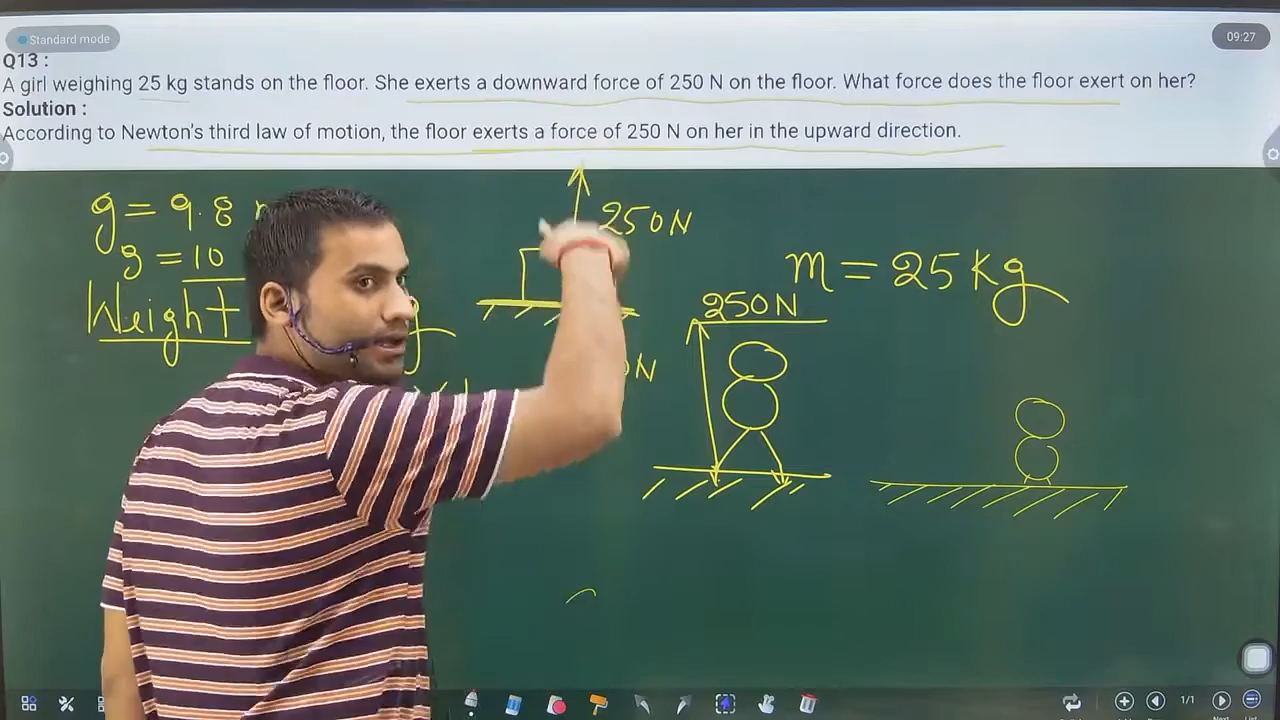 Standard mode
09:27
Q13 :
A girl weighing 25 kg stands on the floor. She exerts a downward force of 250 N on the floor. What force does the floor exert on her?
Solution :
According to Newton's third law of motion, the floor exerts a force of 250 N on her in the upward direction.
g = 9.8
g = 10
Weight
250N
N
250N
m = 25 kg
1/1